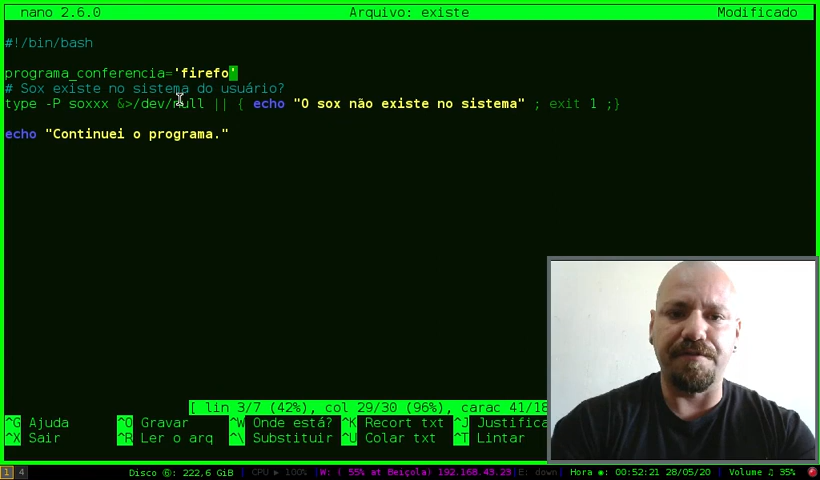 nano 2.6.0 Arquivo: existe Modificado
#!/bin/bash
programa_conferencia='firefo'
# Sox existe no sistema do usuário?
type -P soxxx &>/dev/null || { echo "O sox não existe no sistema" ; exit 1 ;}
echo "Continuei o programa."
[ lin 3/7 (42%), col 29/30 (96%), carac 41/18
^G Ajuda ^O Gravar ^W Onde está? ^K Recort txt ^J Justifica
^X Sair ^R Ler o arq ^\ Substituir ^U Colar txt ^T Lintar
1 4 Disco ⑥: 222,6 GiB CPU ▶ 100% W: ( 55% at Beiçola) 192.168.43.23 E: down Hora ◉: 00:52:21 28/05/20 Volume ♫ 35%